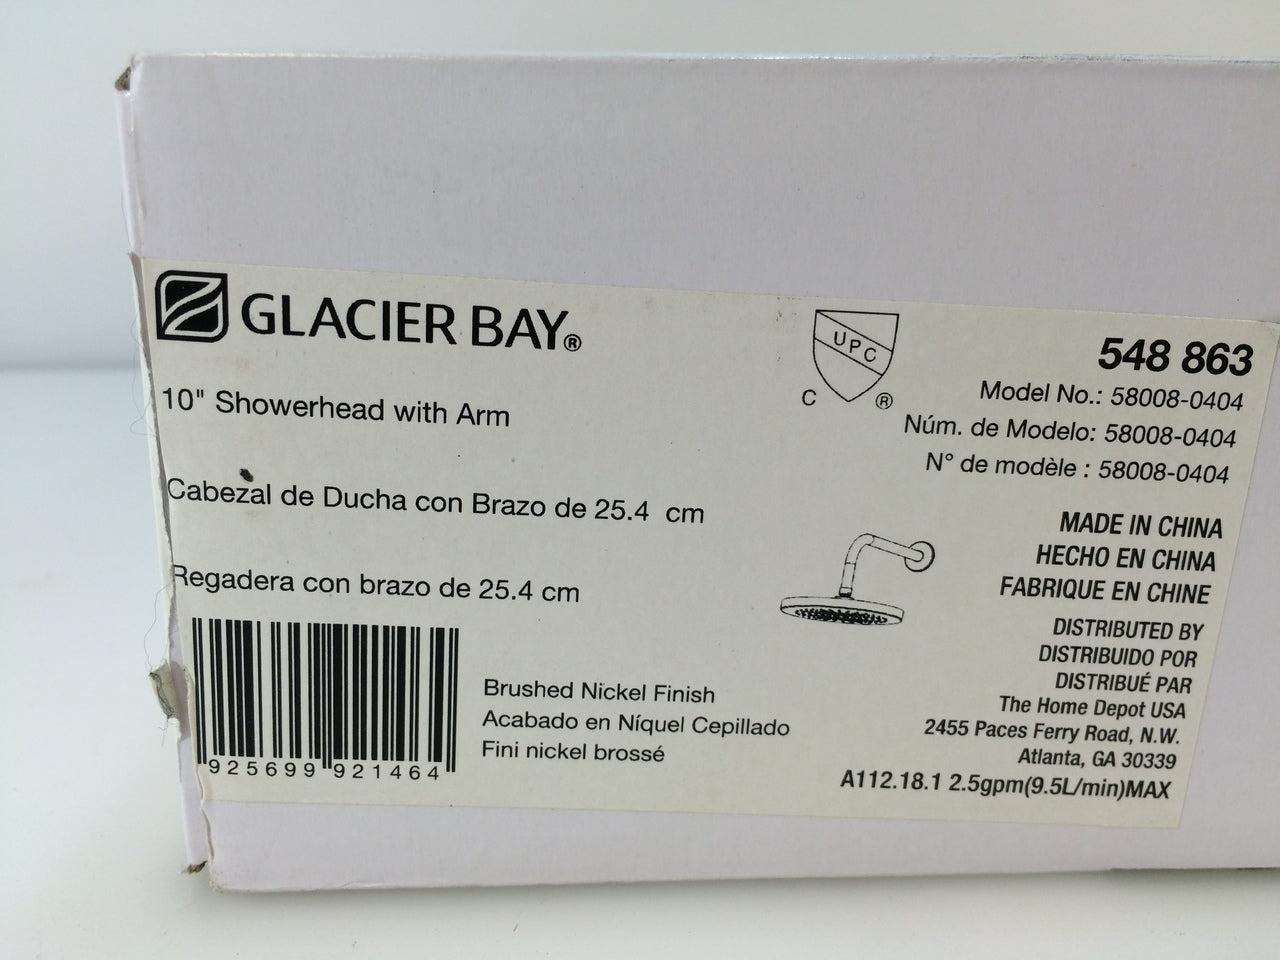 GLACIER BAY®
10" Showerhead with Arm
Cabezal de Ducha con Brazo de 25.4 cm
Regadera con brazo de 25.4 cm
925699 921464
Brushed Nickel Finish
Acabado en Níquel Cepillado
Fini nickel brossé
UPC
C ®
548 863
Model No.: 58008-0404
Núm. de Modelo: 58008-0404
N° de modèle : 58008-0404
MADE IN CHINA
HECHO EN CHINA
FABRIQUE EN CHINE
DISTRIBUTED BY
DISTRIBUIDO POR
DISTRIBUÉ PAR
The Home Depot USA
2455 Paces Ferry Road, N.W.
Atlanta, GA 30339
A112.18.1 2.5gpm(9.5L/min)MAX